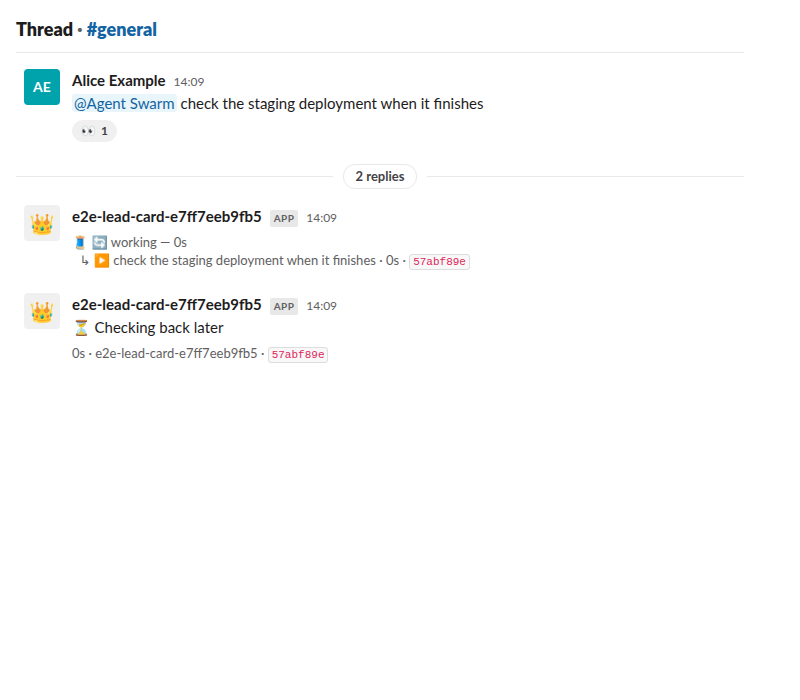 Thread • #general
AE
Alice Example 14:09
@Agent Swarm check the staging deployment when it finishes
👀 1
2 replies
e2e-lead-card-e7ff7eeb9fb5 APP 14:09
🧵 🔄 working — 0s
↳ ▶️ check the staging deployment when it finishes · 0s · 57abf89e
e2e-lead-card-e7ff7eeb9fb5 APP 14:09
⏳ Checking back later
0s · e2e-lead-card-e7ff7eeb9fb5 · 57abf89e